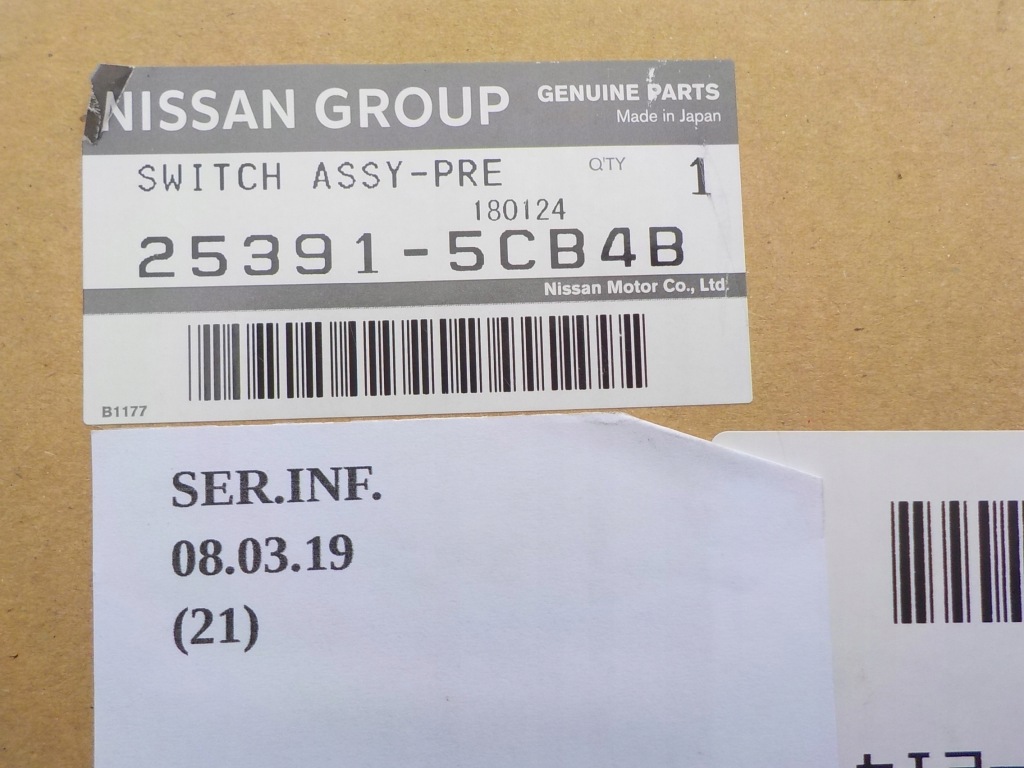 NISSAN GROUP
GENUINE PARTS
Made in Japan
SWITCH ASSY-PRE
Q'TY 1
180124
25391-5CB4B
Nissan Motor Co., Ltd.
B1177
SER.INF.
08.03.19
(21)